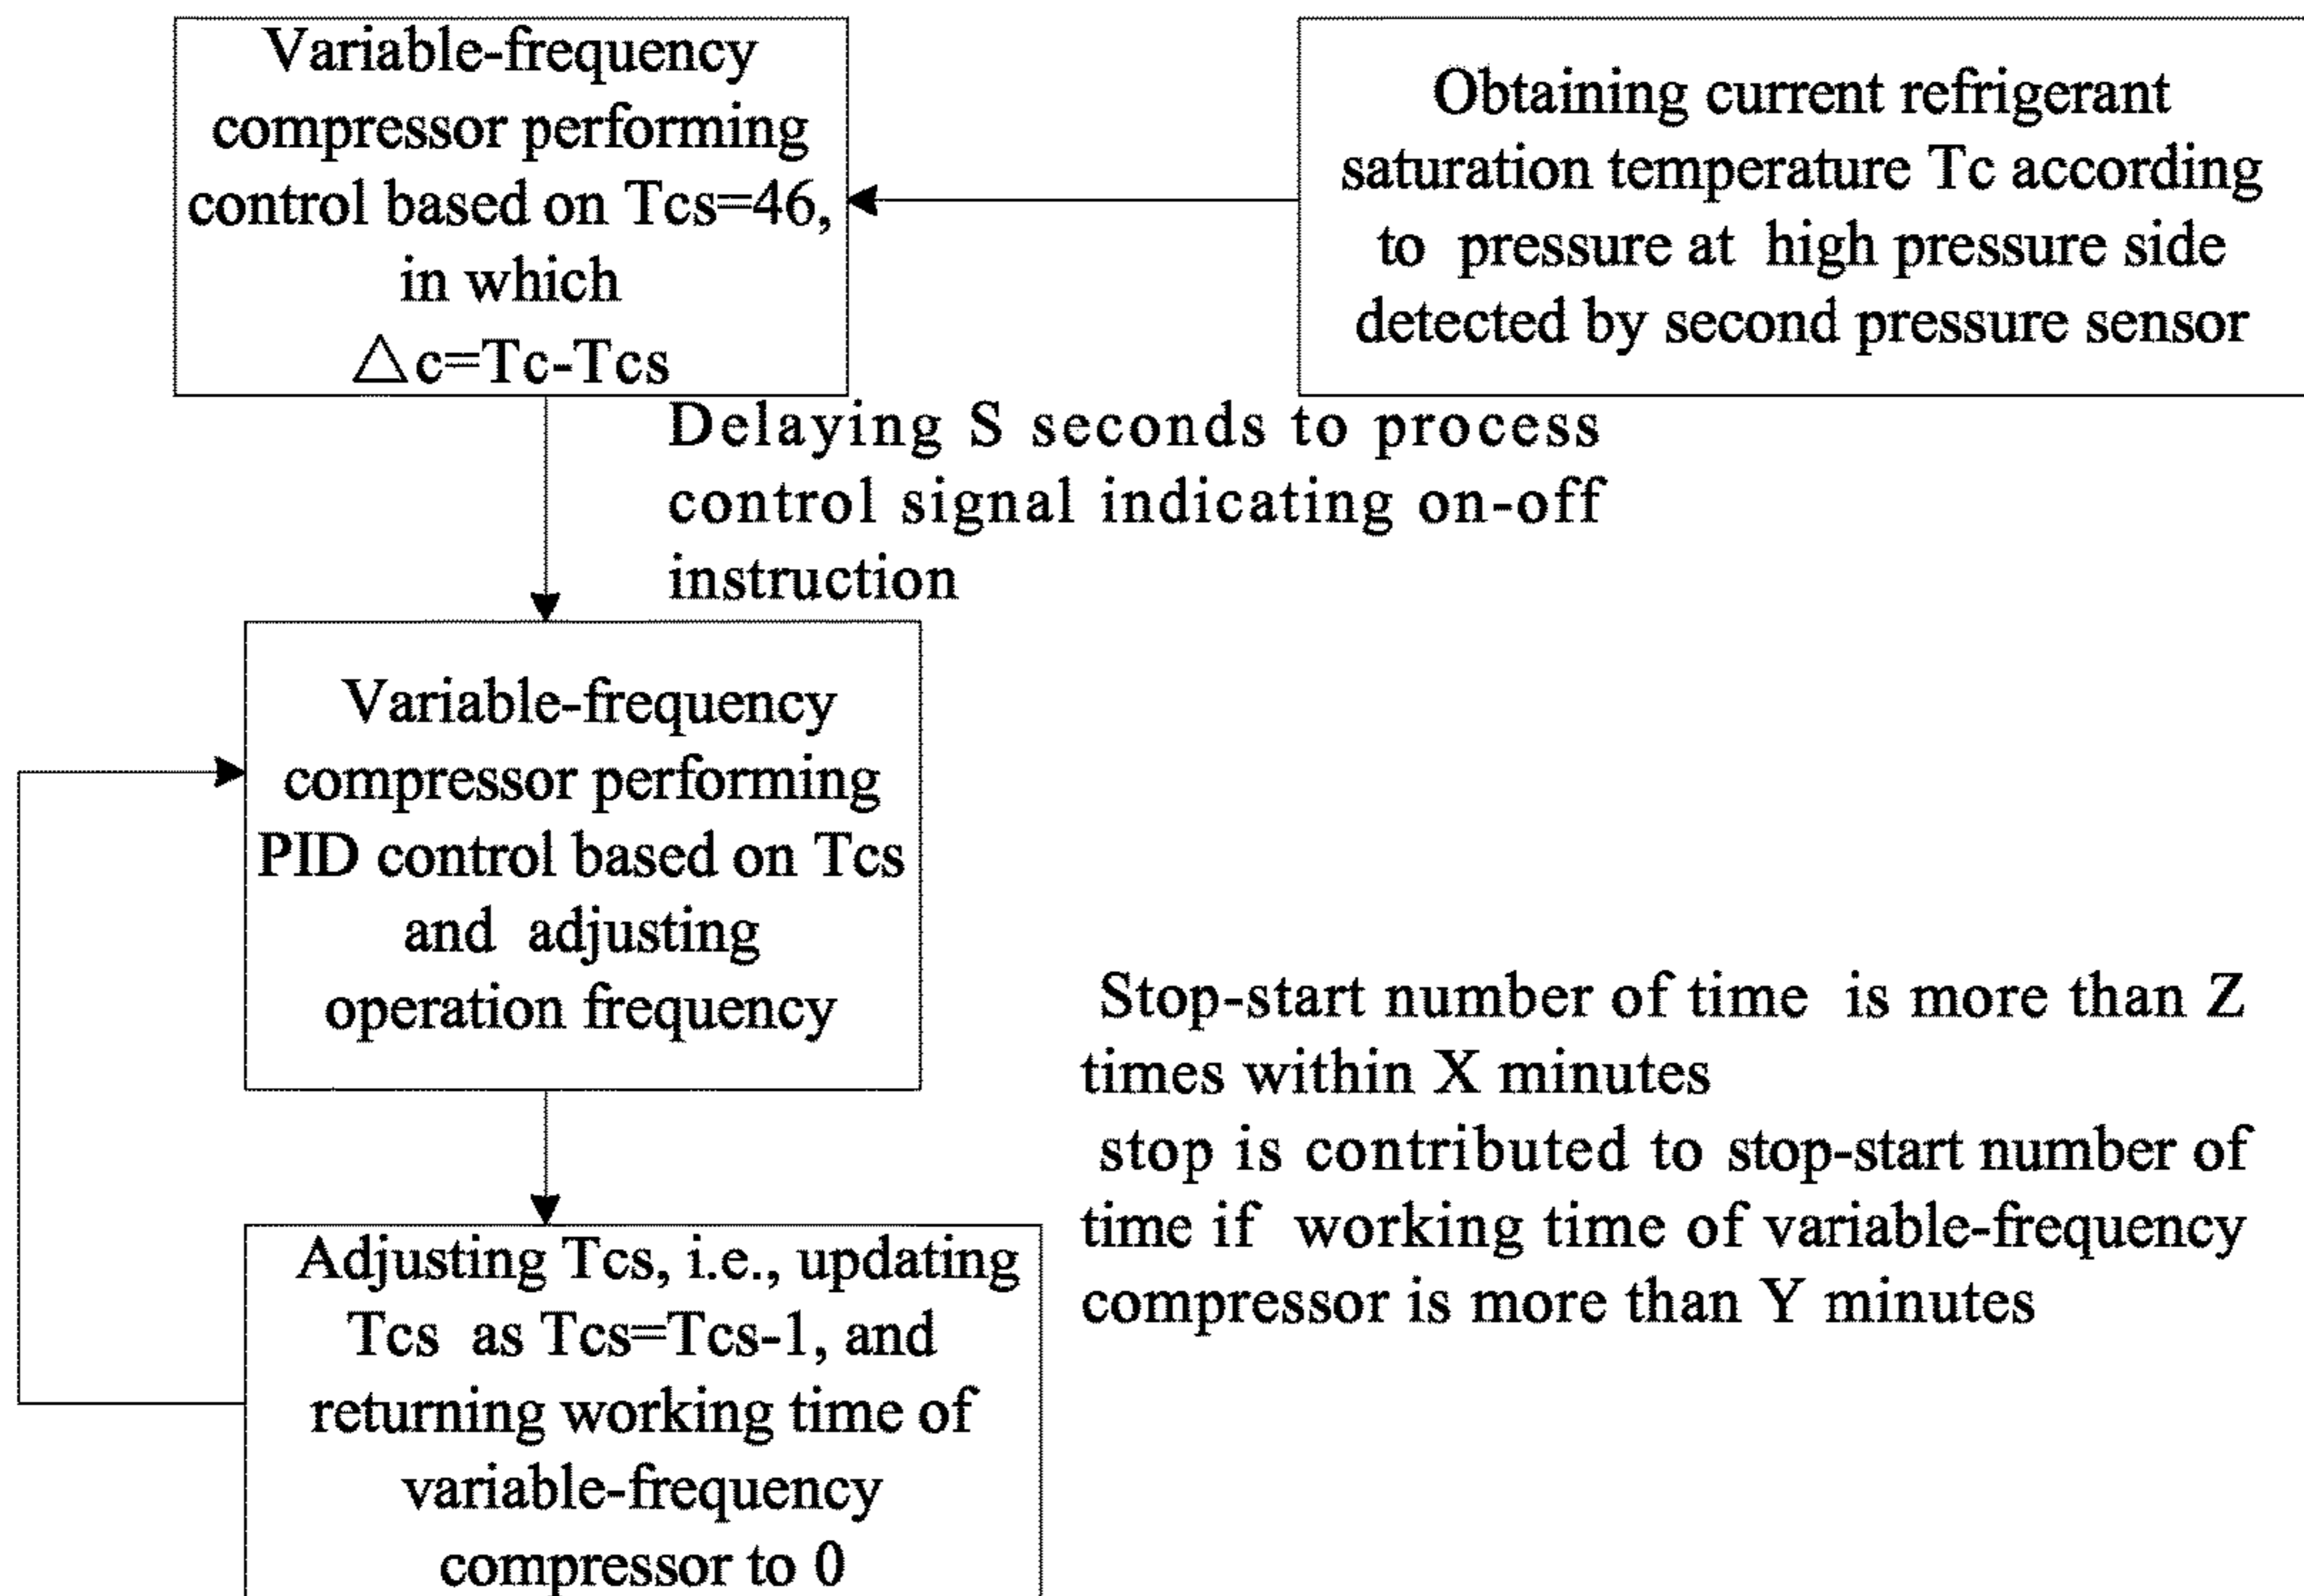 Variable-frequency
compressor performing
control based on Tcs=46,
in which
△c=Tc-Tcs
Obtaining current refrigerant
saturation temperature Tc according
to pressure at high pressure side
detected by second pressure sensor
Delaying S seconds to process
control signal indicating on-off
instruction
Variable-frequency
compressor performing
PID control based on Tcs
and adjusting
operation frequency
Stop-start number of time is more than Z
times within X minutes
stop is contributed to stop-start number of
time if working time of variable-frequency
compressor is more than Y minutes
Adjusting Tcs, i.e., updating
Tcs as Tcs=Tcs-1, and
returning working time of
variable-frequency
compressor to 0